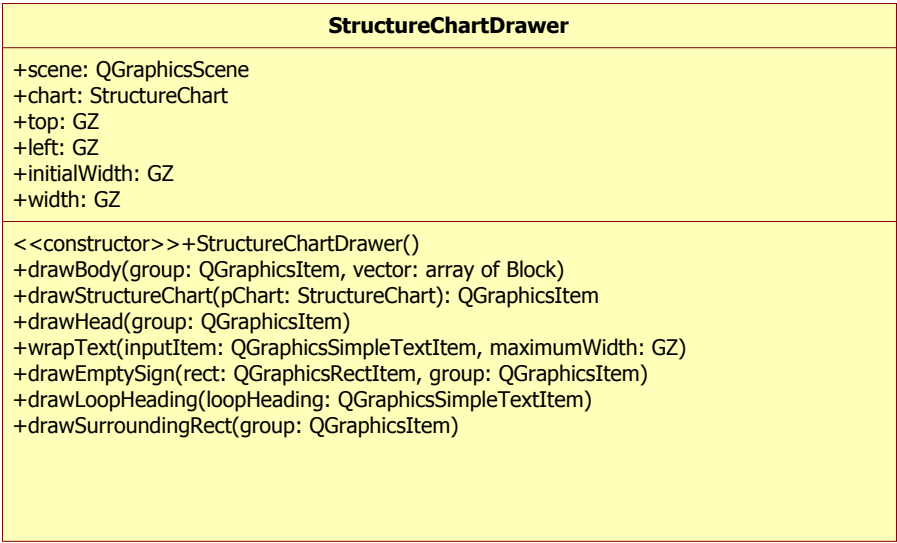 StructureChartDrawer
+scene: QGraphicsScene
+chart: StructureChart
+top: GZ
+left: GZ
+initialWidth: GZ
+width: GZ
<<constructor>>+StructureChartDrawer()
+drawBody(group: QGraphicsItem, vector: array of Block)
+drawStructureChart(pChart: StructureChart): QGraphicsItem
+drawHead(group: QGraphicsItem)
+wrapText(inputItem: QGraphicsSimpleTextItem, maximumWidth: GZ)
+drawEmptySign(rect: QGraphicsRectItem, group: QGraphicsItem)
+drawLoopHeading(loopHeading: QGraphicsSimpleTextItem)
+drawSurroundingRect(group: QGraphicsItem)